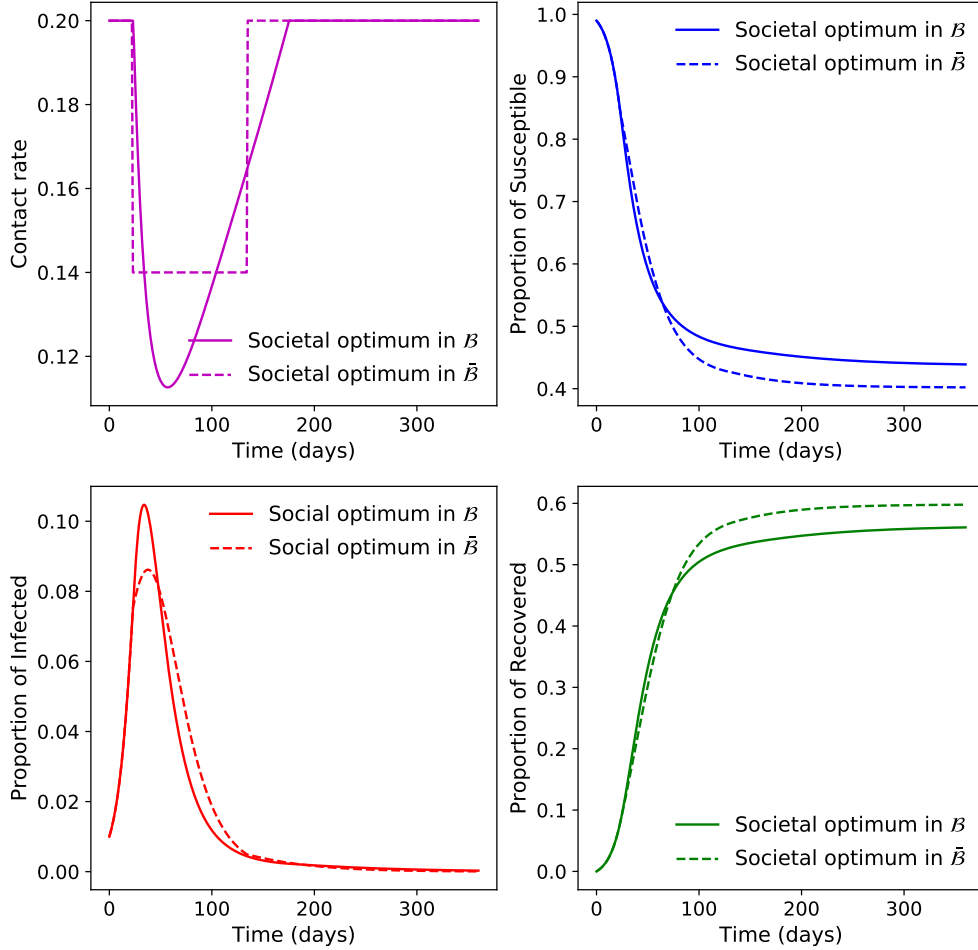 0.20
0.18
0.16
0.14
0.12
Contact rate
0
100
200
300
Time (days)
Societal optimum in ℬ
Societal optimum in ℬ̄
1.0
0.9
0.8
0.7
0.6
0.5
0.4
Proportion of Susceptible
0
100
200
300
Time (days)
Societal optimum in ℬ
Societal optimum in ℬ̄
0.10
0.08
0.06
0.04
0.02
0.00
Proportion of Infected
0
100
200
300
Time (days)
Social optimum in ℬ
Social optimum in ℬ̄
0.6
0.5
0.4
0.3
0.2
0.1
0.0
Proportion of Recovered
0
100
200
300
Time (days)
Societal optimum in ℬ
Societal optimum in ℬ̄